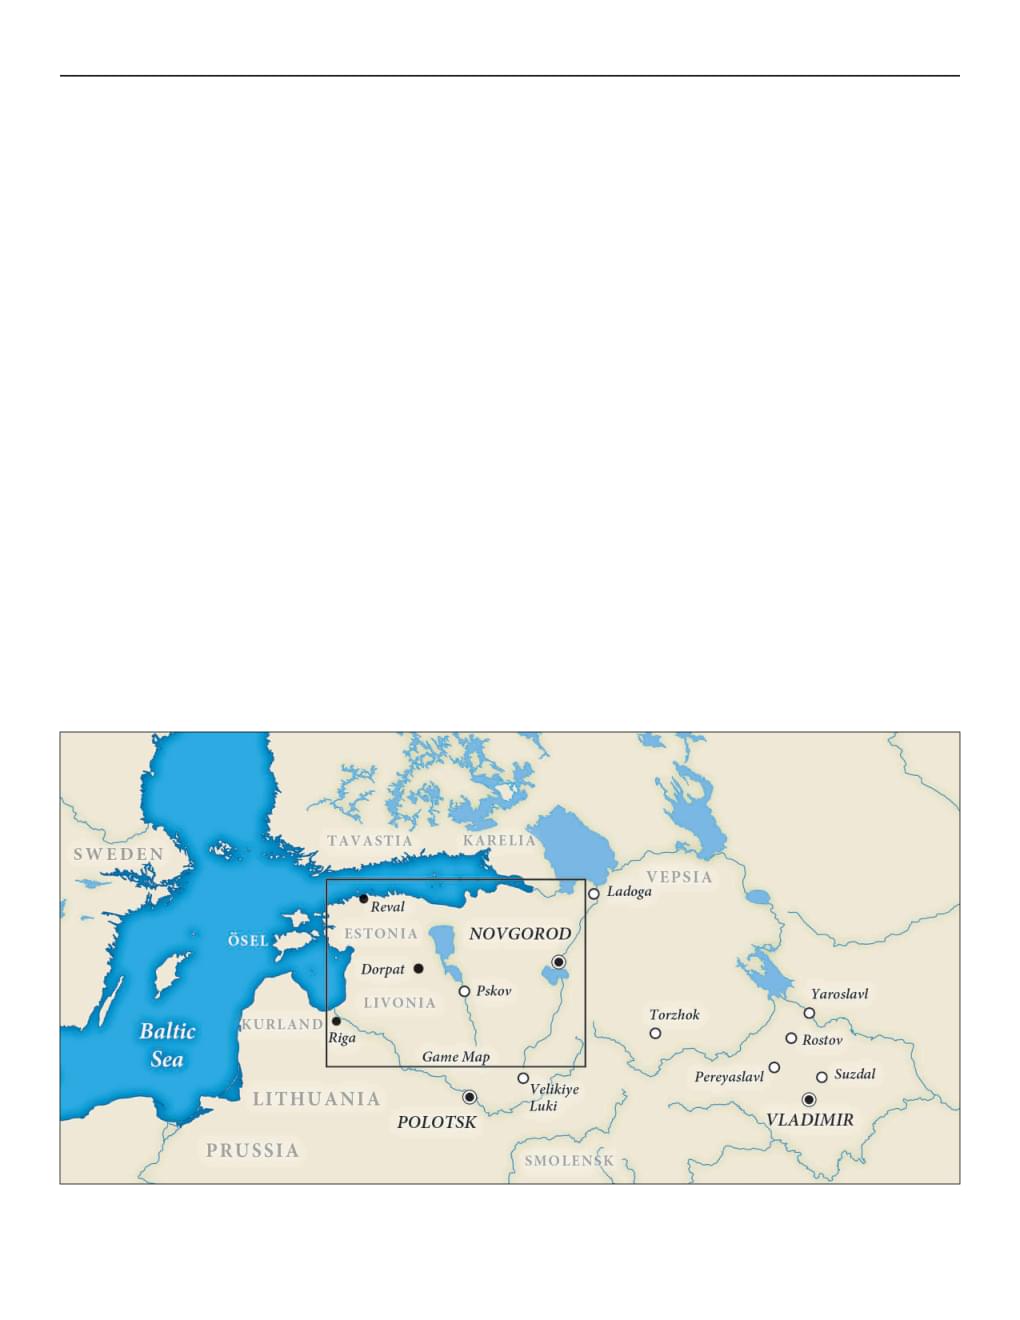 TAVASTIA
KARELIA
SWEDEN
VEPSIA
Ladoga
Reval
ESTONIA
NOVGOROD
ÖSEL
Dorpat
Pskov
Yaroslavl
LIVONIA
Torzhok
KURLAND
Baltic
Sea
Riga
Rostov
Game Map
Pereyaslavl
Suzdal
Velikiye
Luki
LITHUANIA
POLOTSK
VLADIMIR
PRUSSIA
SMOLENSK